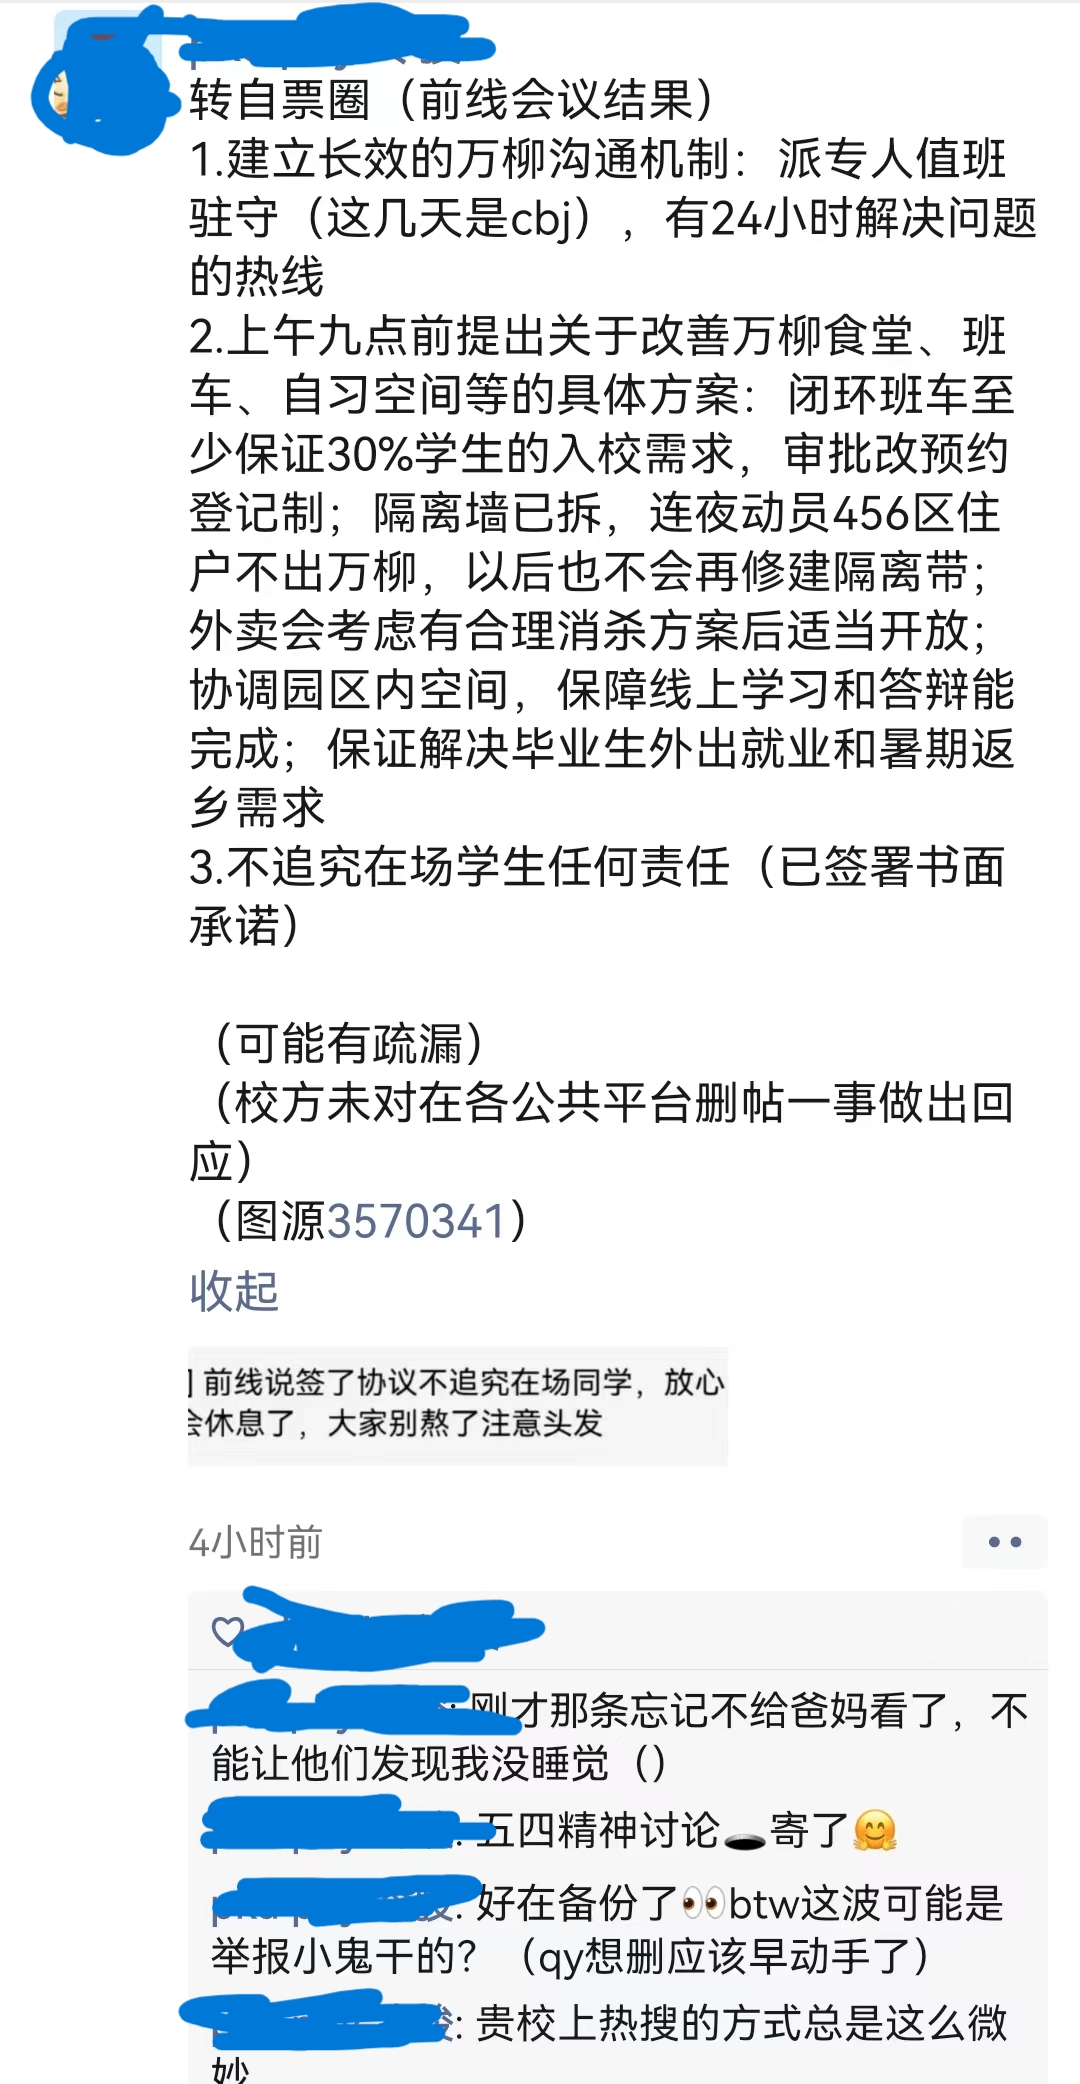 转自票圈（前线会议结果）
1.建立长效的万柳沟通机制：派专人值班
驻守（这几天是cbj），有24小时解决问题
的热线
2.上午九点前提出关于改善万柳食堂、班
车、自习空间等的具体方案：闭环班车至
少保证30%学生的入校需求，审批改预约
登记制；隔离墙已拆，连夜动员456区住
户不出万柳，以后也不会再修建隔离带；
外卖会考虑有合理消杀方案后适当开放；
协调园区内空间，保障线上学习和答辩能
完成；保证解决毕业生外出就业和暑期返
乡需求
3.不追究在场学生任何责任（已签署书面
承诺）
（可能有疏漏）
（校方未对在各公共平台删帖一事做出回
应）
（图源3570341）
收起
前线说签了协议不追究在场同学，放心
休息了，大家别熬了注意头发
4小时前
: 刚才那条忘记不给爸妈看了，不
能让他们发现我没睡觉（）
: 五四精神讨论🕳️寄了🤗
: 好在备份了👀btw这波可能是
举报小鬼干的？（qy想删应该早动手了）
: 贵校上热搜的方式总是这么微
妙